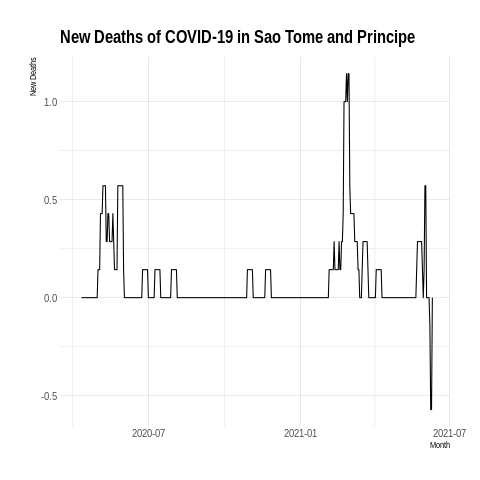 New Deaths of COVID-19 in Sao Tome and Principe
New Deaths
1.0
0.5
0.0
-0.5
2020-07
2021-01
2021-07
Month